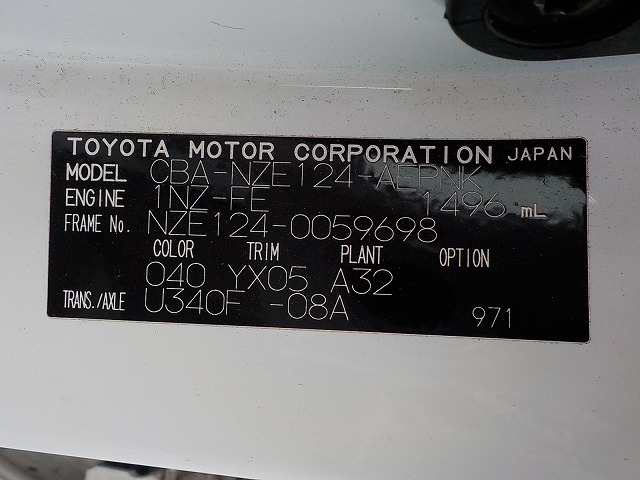 TOYOTA MOTOR CORPORATION JAPAN
MODEL CBA-NZE124-AEPNK
ENGINE 1NZ-FE 1496 mL
FRAME No. NZE124-0059698
COLOR TRIM PLANT OPTION
040 YX05 A32
TRANS./AXLE U340F -08A 971